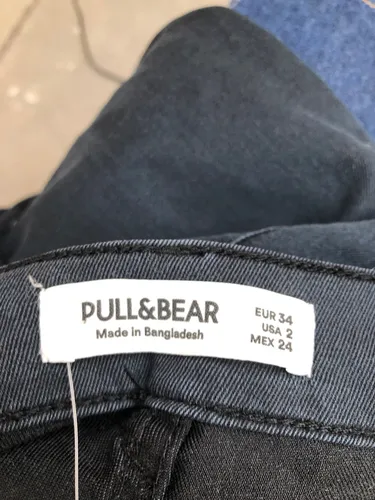 PULL&BEAR
Made in Bangladesh
EUR 34
USA 2
MEX 24